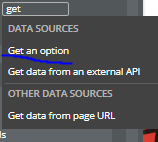 get
DATA SOURCES
Get an option
Get data from an external API
OTHER DATA SOURCES
Get data from page URL
ds